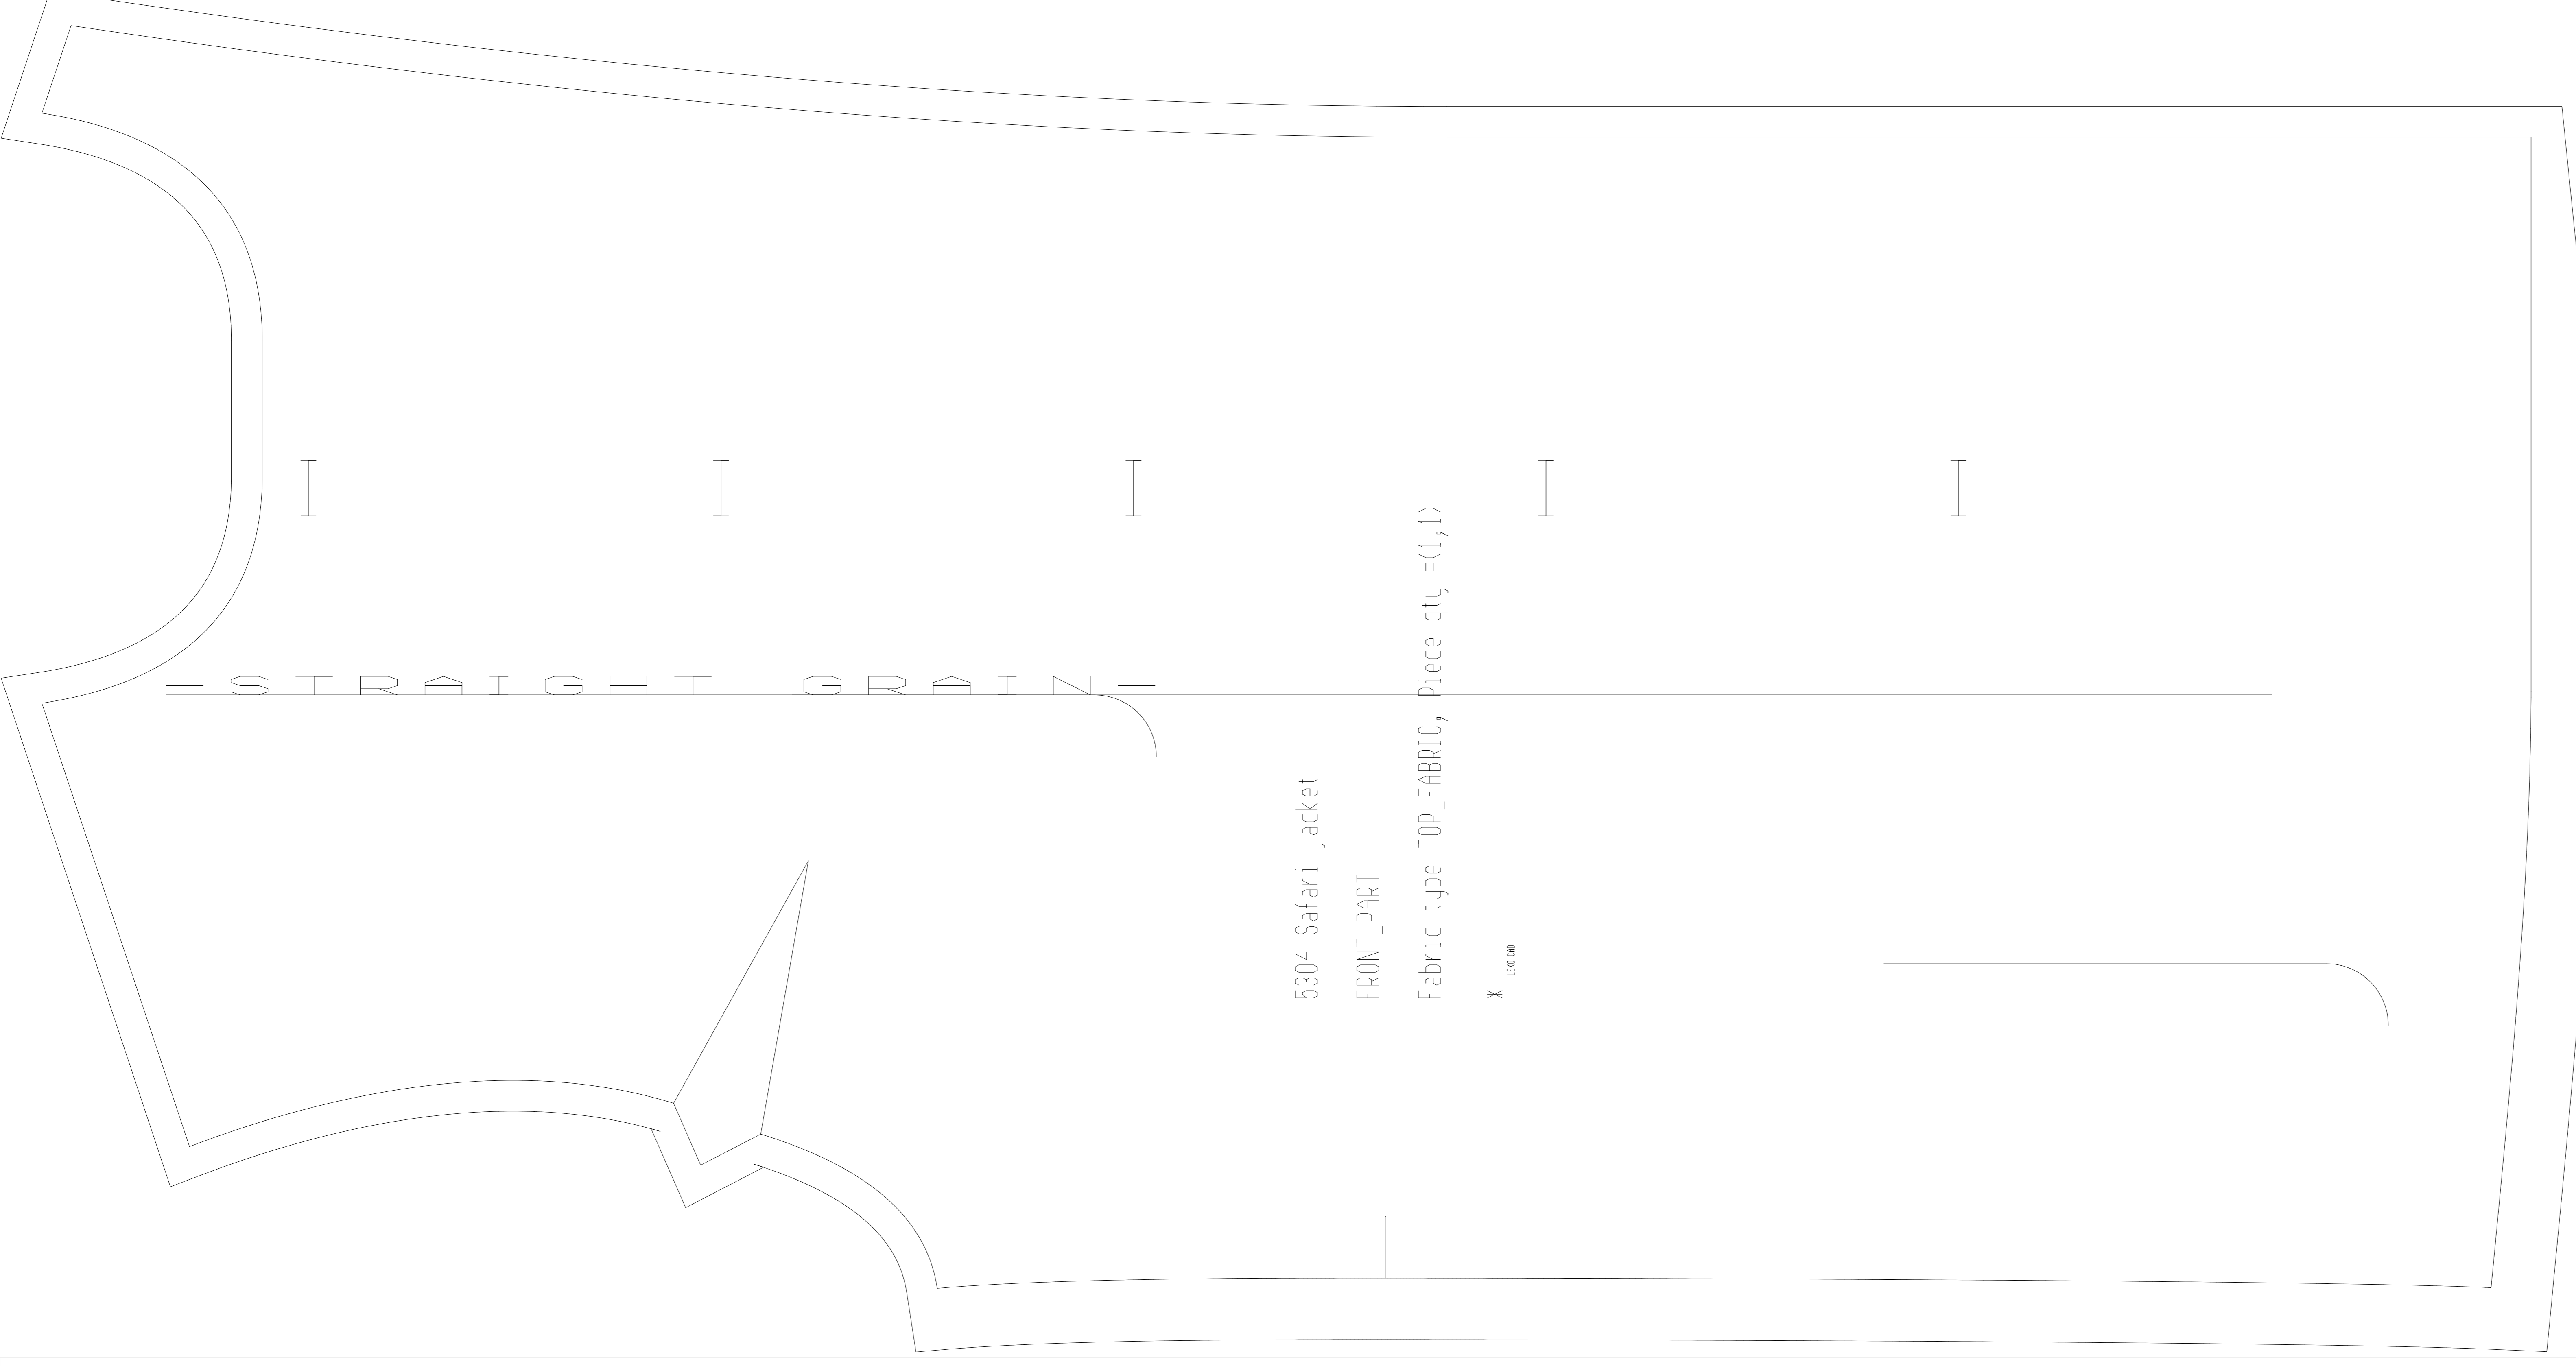 STRAIGHT GRAIN
5304 Safari jacket
FRONT_PART
Fabric type TOP_FABRIC, piece qty =(1,1)
LEKO CAD